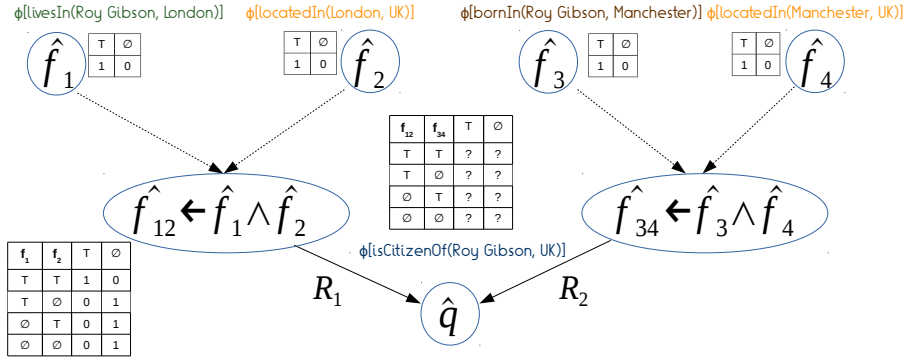 ϕ[livesIn(Roy Gibson, London)] ϕ[locatedIn(London, UK)] ϕ[bornIn(Roy Gibson, Manchester)] ϕ[locatedIn(Manchester, UK)]
f̂1
T ∅
1 0
T ∅
1 0
f̂2
f̂3
T ∅
1 0
T ∅
1 0
f̂4
f12 f34 T ∅
T T ? ?
T ∅ ? ?
∅ T ? ?
∅ ∅ ? ?
f̂12 ← f̂1 ∧ f̂2
f̂34 ← f̂3 ∧ f̂4
f1 f2 T ∅
T T 1 0
T ∅ 0 1
∅ T 0 1
∅ ∅ 0 1
ϕ[isCitizenOf(Roy Gibson, UK)]
R1
R2
q̂